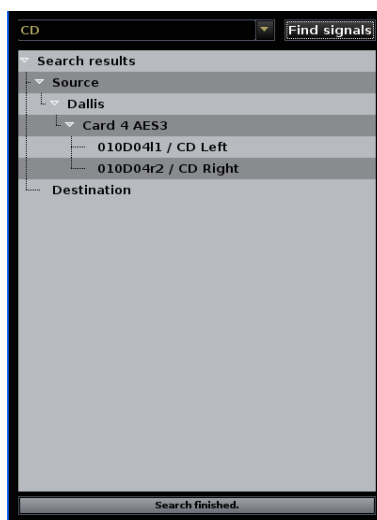 CD
Find signals
Search results
Source
Dallis
Card 4 AES3
010D04l1 / CD Left
010D04r2 / CD Right
Destination
Search finished.